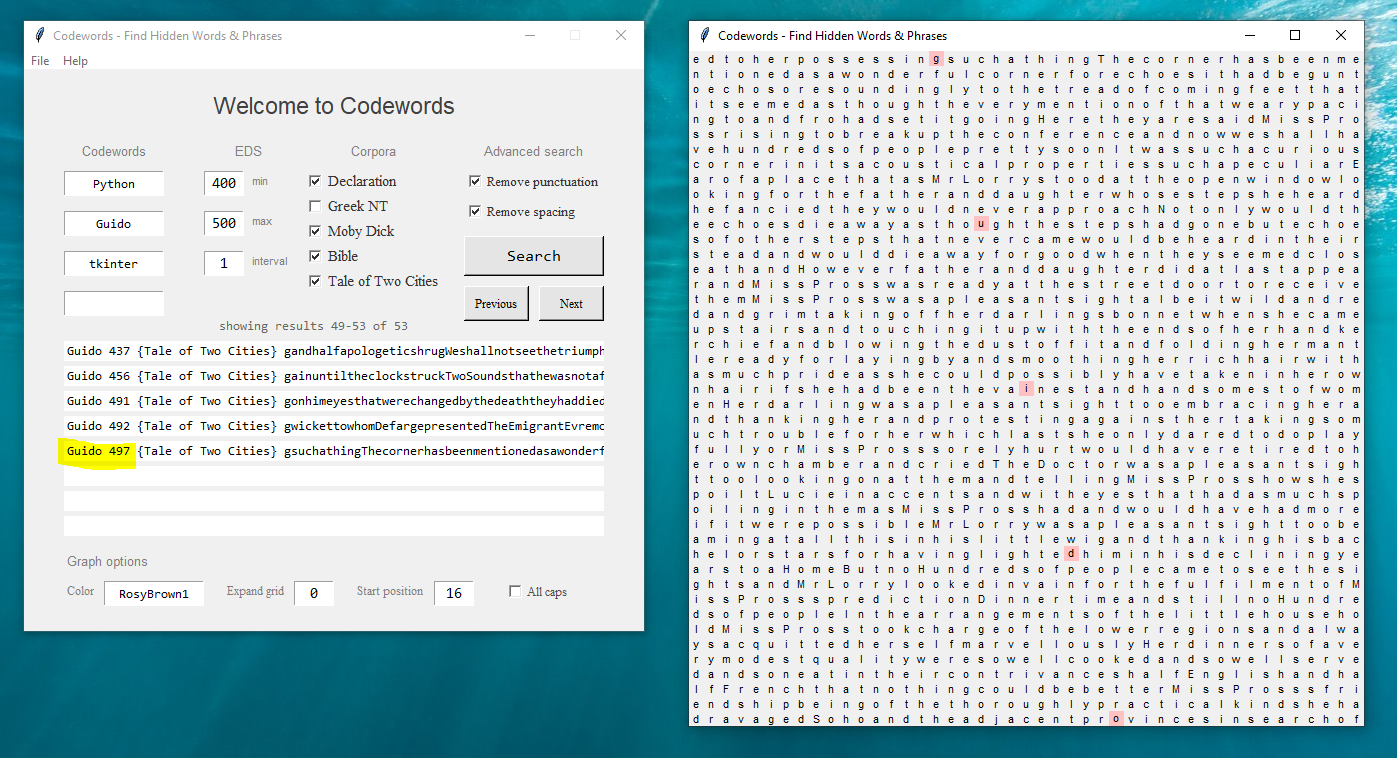 Codewords - Find Hidden Words & Phrases
File Help
Welcome to Codewords
Codewords EDS Corpora Advanced search
Python 400 min Declaration Remove punctuation
Greek NT
Guido 500 max Moby Dick Remove spacing
tkinter 1 interval Bible Search
Tale of Two Cities
Previous Next
showing results 49-53 of 53
Guido 437 {Tale of Two Cities} gandhalfapologeticshrugWeshallnotseethetriumph
Guido 456 {Tale of Two Cities} gainuntiltheclockstruckTwoSoundsthathewasnotaf
Guido 491 {Tale of Two Cities} gonhimeyesthatwerechangedbythedeaththeyhaddied
Guido 492 {Tale of Two Cities} gwickettowhomDefargepresentedTheEmigrantEvremo
Guido 497 {Tale of Two Cities} gsuchathingThecornerhasbeenmentionedasawonderf
Graph options
Color RosyBrown1 Expand grid 0 Start position 16 All caps
Codewords - Find Hidden Words & Phrases
edtoherpossessingsuchathingThecornerhasbeenme
ntionedasawonderfulcornerforechoesithadbegunt
oechosoresoundinglytothetreadofcomingfeetthat
itseemedasthoughtheverymentionofthatwearypaci
ngtoandfrohadsetitgoingHeretheyaresaidMissPro
ssrisingtobreakuptheconferenceandnowweshallha
vehundredsofpeopleprettysoonItwassuchacurious
cornerinitsacousticalpropertiessuchapeculiarE
arofaplacethatasMrLorrystoodattheopenwindowlo
okingforthefatheranddaughterwhosestepsheheard
hefanciedtheywouldneverapproachNotonlywouldth
eechoesdieawayasthoughthestepshadgonebutechoe
sofotherstepsthatnevercamewouldbeheardintheir
steadandwoulddieawayforgoodwhentheyseemedclos
eathandHoweverfatheranddaughterdidatlastappea
randMissProsswasreadyatthestreetdoortoreceive
themMissProsswasapleasantsightalbeitwildandre
dandgrimtakingoffherdarlingsbonnetwhenshecame
upstairsandtouchingitupwiththeendsofherhandke
rchiefandblowingthedustoffitandfoldinghermant
lereadyforlayingbyandsmoothingherrichhairwith
asmuchprideasshecouldpossiblyhavetakeninherow
nhairifshehadbeenthevainestandhandsomestofwom
enHerdarlingwasapleasantsighttooembracinghera
ndthankingherandprotestingagainsthertakingsom
uchtroubleforherwhichlastsheonlydaredtodoplay
fullyorMissProsssorelyhurtwouldhaveretiredtoh
erownchamberandcriedTheDoctorwasapleasantsigh
ttoolookingonatthemandtellingMissProsshowshes
poiltLucieinaccentsandwitheyesthathadasmuchsp
oilinginthemasMissProsshadandwouldhavehadmore
ifitwerepossibleMrLorrywasapleasantsighttoobe
amingatallthisinhislittlewigandthankinghisbac
helorstarsforhavinglightedhiminhisdecliningye
arstoaHomeButnoHundredsofpeoplecametoseethesi
ghtsandMrLorrylookedinvainforthefulfilmentofM
issProssspredictionDinnertimeandstillnoHundre
dsofpeopleInthearrangementsofthelittlehouseho
ldMissProsstookchargeofthelowerregionsandalwa
ysacquittedherselfmarvellouslyHerdinnersofave
rymodestqualityweresowellcookedandsowellserve
dandsoneatintheircontrivanceshalfEnglishandha
lfFrenchthatnothingcouldbebetterMissProsssfri
endshipbeingofthethoroughlypracticalkindsheha
dravagedSohoandtheadjacentprovincesinsearchof